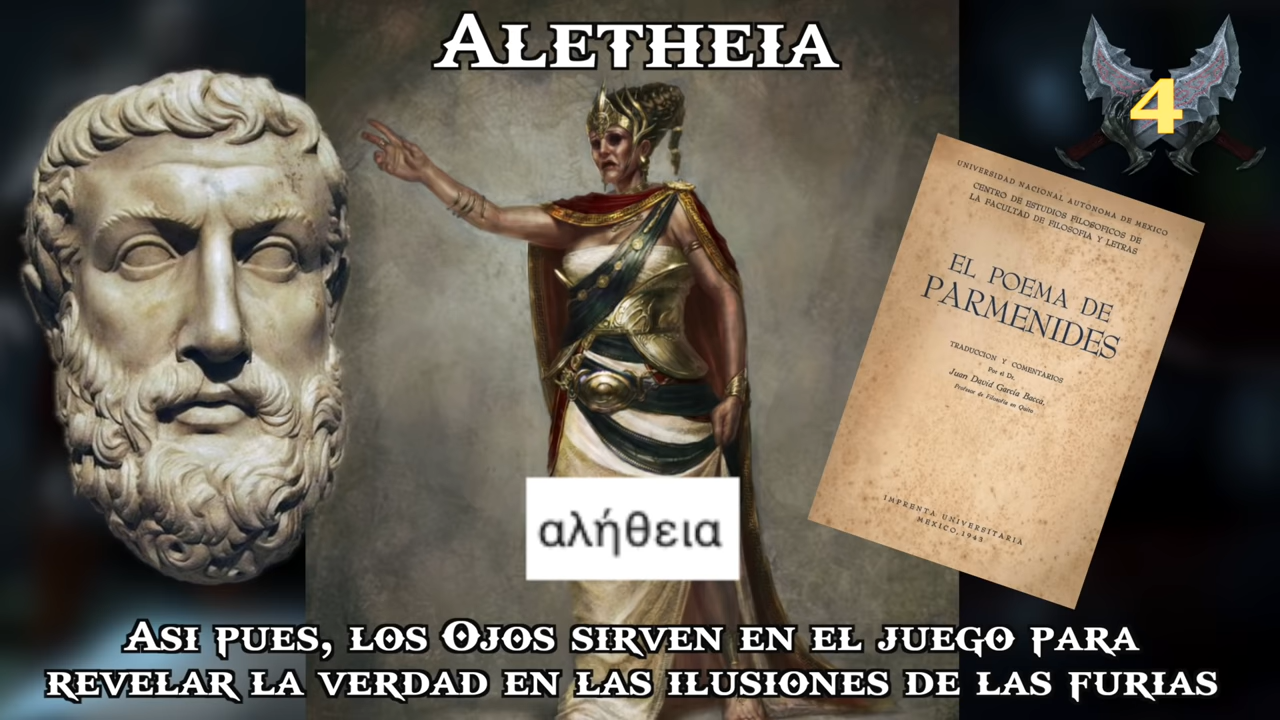 Aletheia
4
UNIVERSIDAD NACIONAL AUTONOMA DE MEXICO
CENTRO DE ESTUDIOS FILOSOFICOS DE
LA FACULTAD DE FILOSOFIA Y LETRAS
EL POEMA DE
PARMENIDES
TRADUCCION Y COMENTARIOS
Por el Dr.
Juan David García Bacca,
Profesor de Filosofía en Quito
IMPRENTA UNIVERSITARIA
MEXICO, 1943
αλήθεια
Asi pues, los Ojos sirven en el juego para
revelar la verdad en las ilusiones de las furias